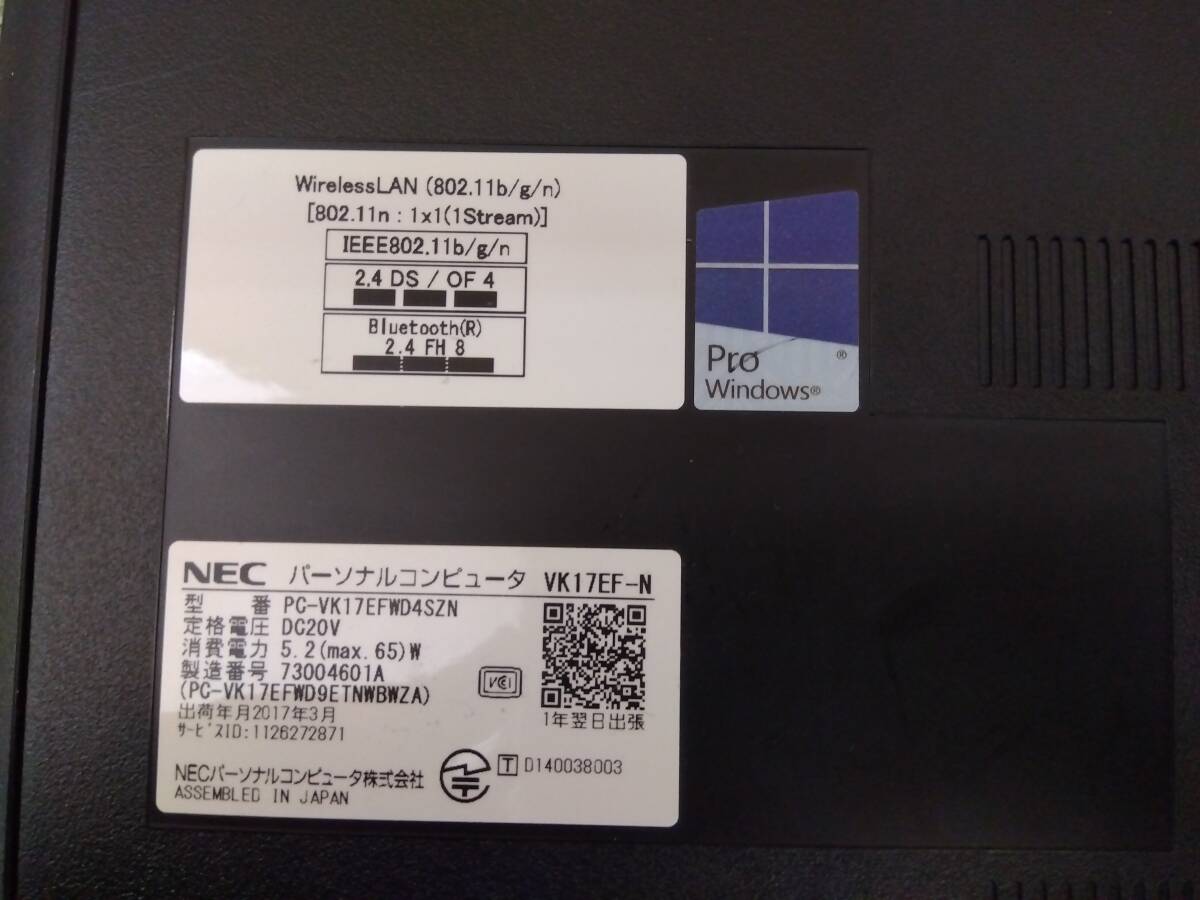 WirelessLAN (802.11b/g/n)
[802.11n : 1x1(1Stream)]
IEEE802.11b/g/n
2.4 DS / OF 4
Bluetooth(R)
2.4 FH 8
Pro ®
Windows®
NEC パーソナルコンピュータ VK17EF-N
型 番 PC-VK17EFWD4SZN
定格電圧 DC20V
消費電力 5.2(max.65)W
製造番号 73004601A
(PC-VK17EFWD9ETNWBWZA)
VCI
出荷年月2017年3月
1年翌日出張
ｻｰﾋﾞｽID:1126272871
NECパーソナルコンピュータ株式会社
T D140038003
ASSEMBLED IN JAPAN